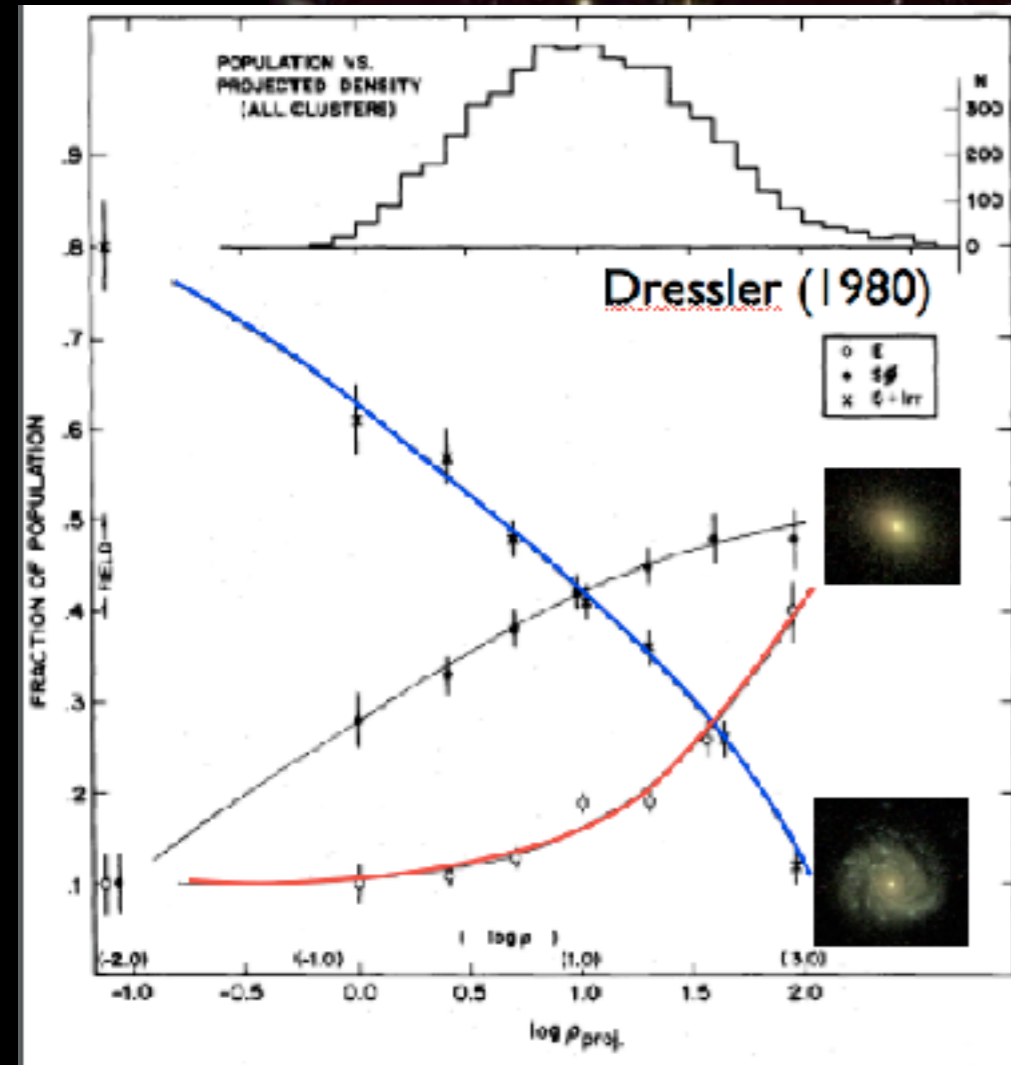 POPULATION VS.
PROJECTED DENSITY
(ALL CLUSTERS)
N
300
200
100
0
.9
.8
.7
.6
.5
.4
.3
.2
.1
Dressler (1980)
E
SØ
S+Irr
FRACTION OF POPULATION
FIELD
( log ρ )
(-2.0) (-1.0) (1.0) (3.0)
-1.0 -0.5 0.0 0.5 1.0 1.5 2.0
log ρproj.